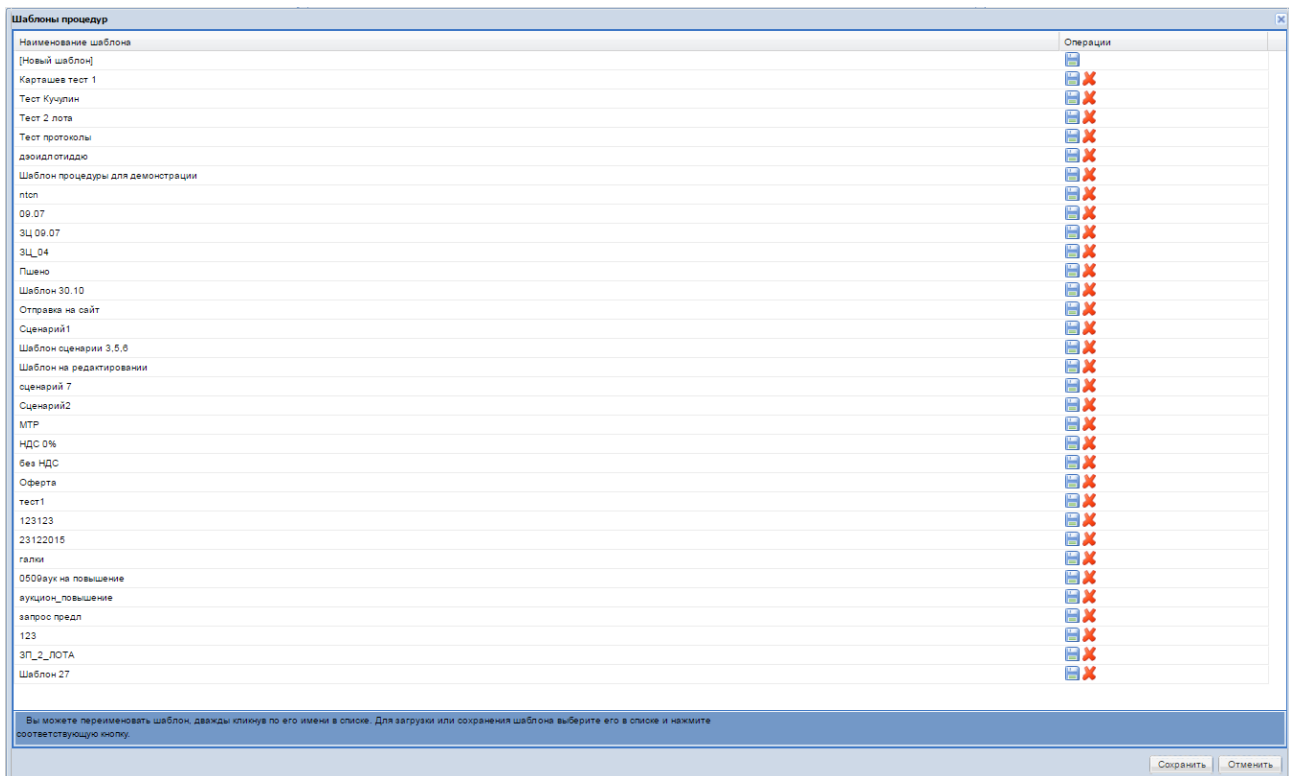 Шаблоны процедур
Наименование шаблона Операции
[Новый шаблон]
Карташев тест 1
Тест Кучулин
Тест 2 лота
Тест протоколы
дзоидлотиддю
Шаблон процедуры для демонстрации
ntcn
09.07
ЗЦ 09.07
ЗЦ_04
Пшено
Шаблон 30.10
Отправка на сайт
Сценарий1
Шаблон сценарии 3,5,6
Шаблон на редактировании
сценарий 7
Сценарий2
МТР
НДС 0%
без НДС
Оферта
тест1
123123
23122015
галки
0509аук на повышение
аукцион_повышение
запрос предл
123
ЗП_2_ЛОТА
Шаблон 27
Вы можете переименовать шаблон, дважды кликнув по его имени в списке. Для загрузки или сохранения шаблона выберите его в списке и нажмите
соответствующую кнопку.
Сохранить Отменить